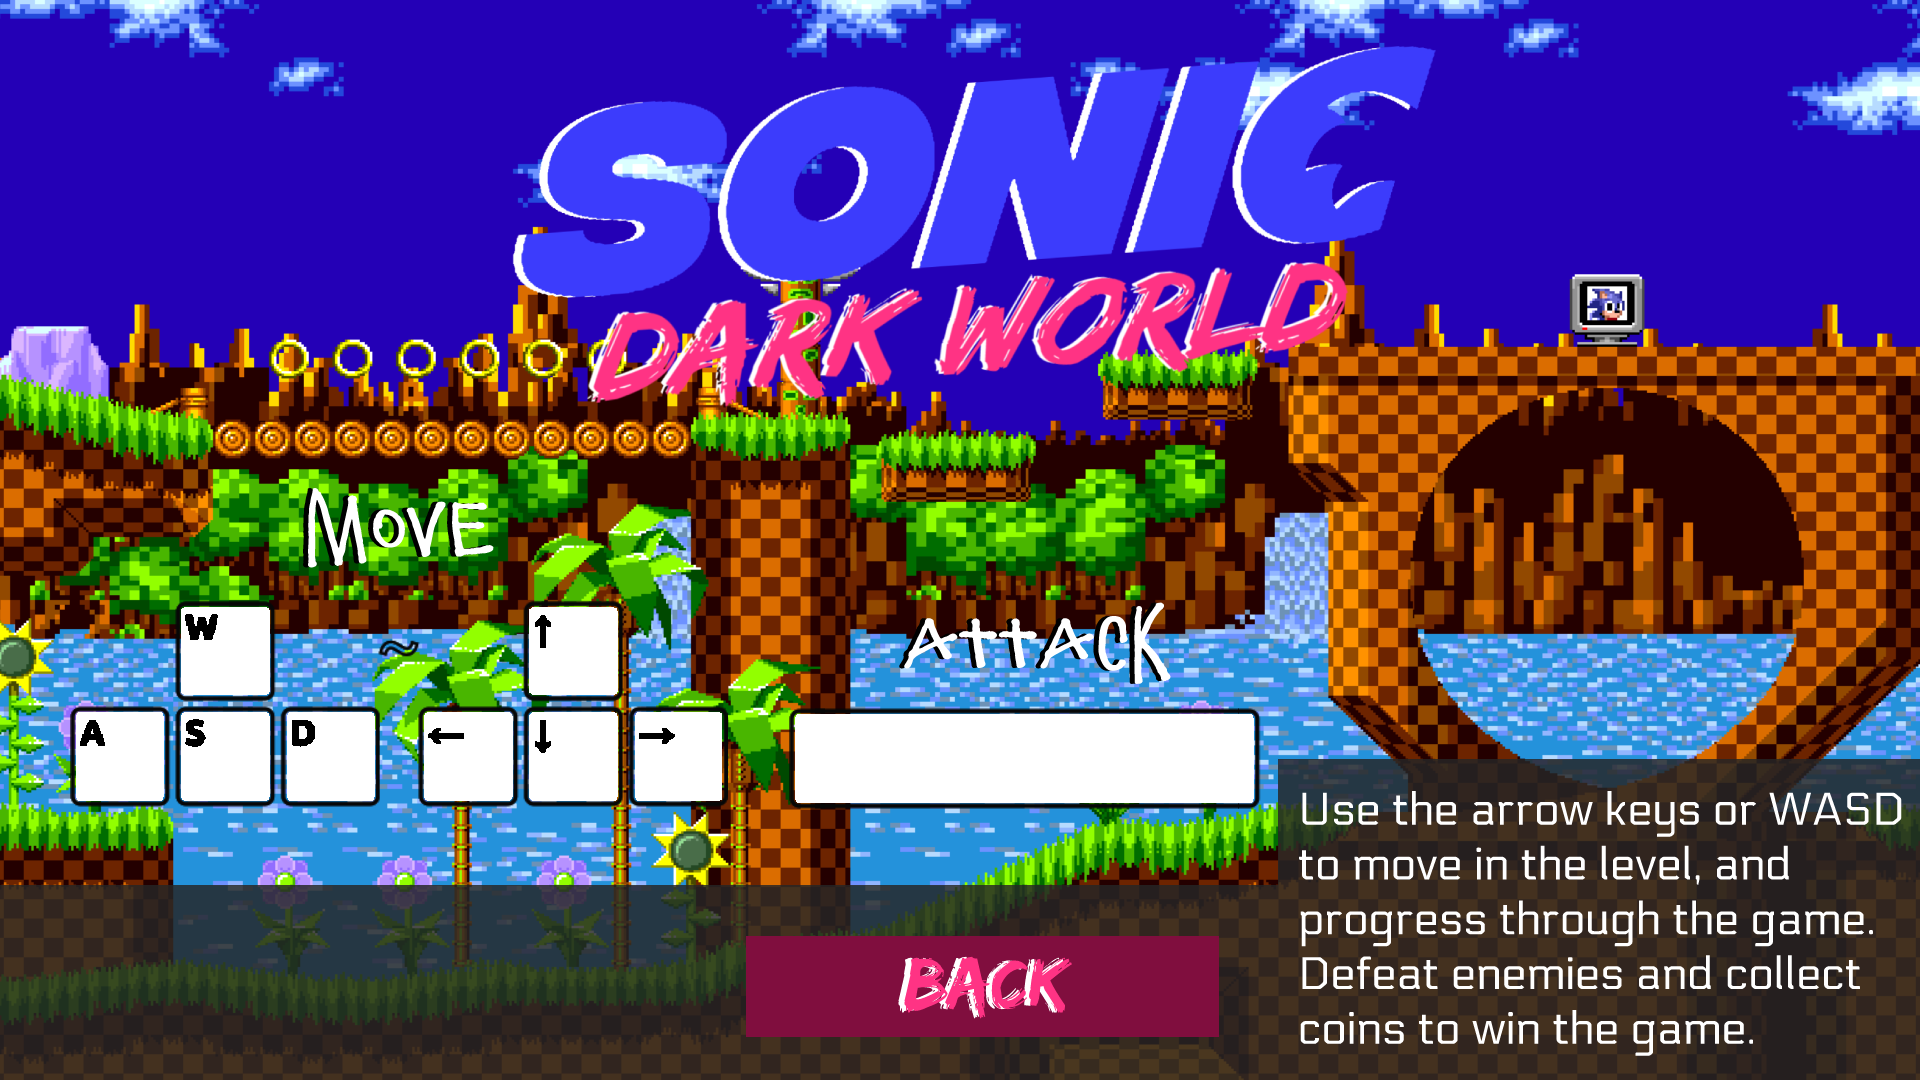 SONIC
DARK WORLD
MOVE
ATTACK
W
↑
A
S
D
←
↓
→
Use the arrow keys or WASD
to move in the level, and
progress through the game.
Defeat enemies and collect
coins to win the game.
BACK